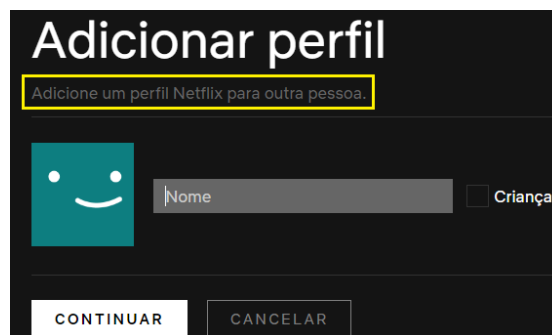 Adicionar perfil
Adicione um perfil Netflix para outra pessoa.
Nome
Criança
CONTINUAR
CANCELAR